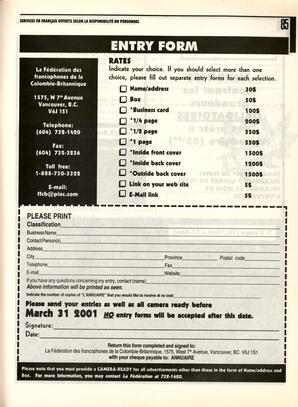 SERVICES EN FRANÇAIS OFFERTS SELON LA DISPONIBILITÉ DU PERSONNEL
85
ENTRY FORM
La Fédération des
francophones de la
Colombie-Britannique
1575, W 7e Avenue
Vancouver, B.C.
V6J 1S1
Telephone:
(604) 732-1420
Fax:
(604) 732-3236
Toll free:
1-888-730-3322
E-mail:
ffcb@pinc.com
RATES
Indicate your choice. If you should select more than one
choice, please fill out separate entry forms for each selection.
Name/address 30$
Box 50$
*Business card 100$
*1/4 page 200$
*1/2 page 350$
*1 page 550$
*Inside front cover 1500$
*Inside back cover 1200$
*Outside back cover 1500$
Link on your web site 5$
E-Mail link 5$
PLEASE PRINT
Classification
Business Name
Contact Person(s)
Address
City Province Postal code
Telephone Fax
E-mail Website
If you have any questions concerning my entry, contact (name)
Above information will be printed as seen.
Indicate the number of copies of "L'ANNUAIRE" that you would like to receive at no cost
Please send your entries as well as all camera ready before
March 31 2001 NO entry forms will be accepted after this date.
Signature:
Date:
Return this form completed and signed to:
La Fédération des francophones de la Colombie-Britannique, 1575, West 7e Avenue, Vancouver, BC V6J 1S1
with your cheque payable to: ANNUAIRE
Please note that you must provide a CAMERA-READY for all advertisements other than those in the form of Name/address and
Box. For more information, you may contact La Fédération at 732-1420.